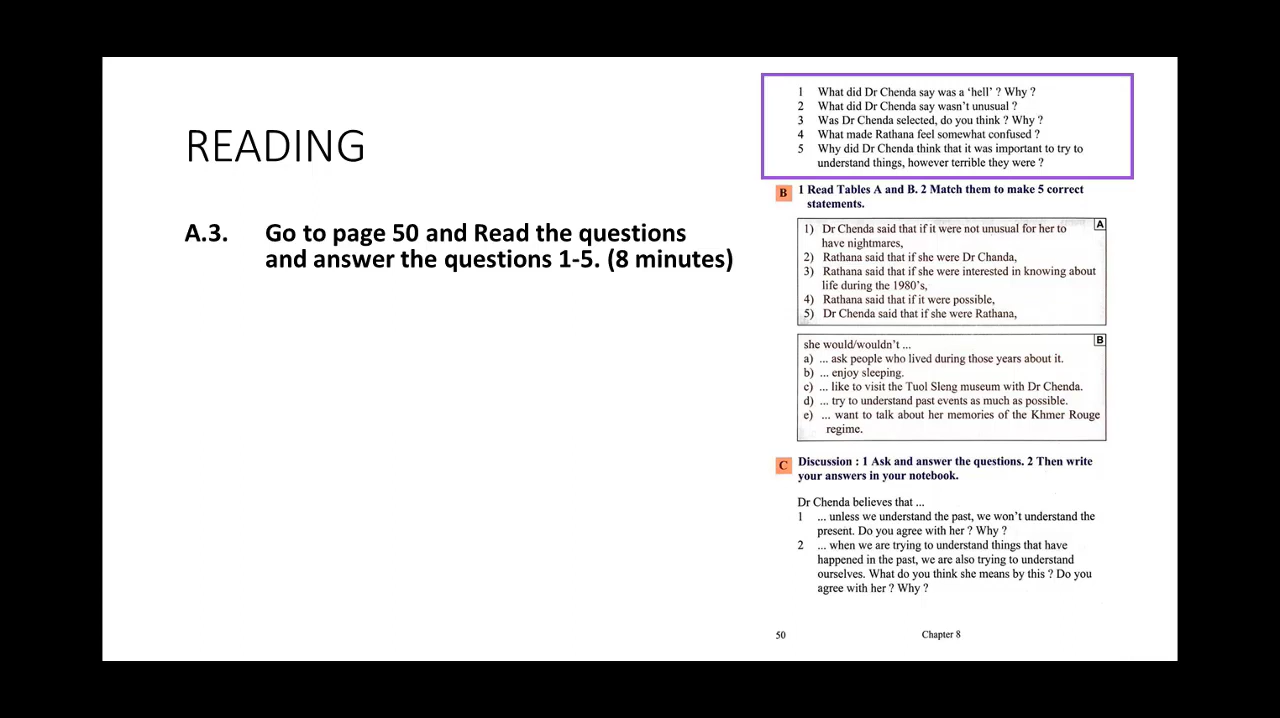 READING
A.3. Go to page 50 and Read the questions
and answer the questions 1-5. (8 minutes)
1 What did Dr Chenda say was a ‘hell’ ? Why ?
2 What did Dr Chenda say wasn’t unusual ?
3 Was Dr Chenda selected, do you think ? Why ?
4 What made Rathana feel somewhat confused ?
5 Why did Dr Chenda think that it was important to try to
understand things, however terrible they were ?
B 1 Read Tables A and B. 2 Match them to make 5 correct
statements.
A
1) Dr Chenda said that if it were not unusual for her to
have nightmares,
2) Rathana said that if she were Dr Chanda,
3) Rathana said that if she were interested in knowing about
life during the 1980’s,
4) Rathana said that if it were possible,
5) Dr Chenda said that if she were Rathana,
B
she would/wouldn’t ...
a) ... ask people who lived during those years about it.
b) ... enjoy sleeping.
c) ... like to visit the Tuol Sleng museum with Dr Chenda.
d) ... try to understand past events as much as possible.
e) ... want to talk about her memories of the Khmer Rouge
regime.
C Discussion : 1 Ask and answer the questions. 2 Then write
your answers in your notebook.
Dr Chenda believes that ...
1 ... unless we understand the past, we won’t understand the
present. Do you agree with her ? Why ?
2 ... when we are trying to understand things that have
happened in the past, we are also trying to understand
ourselves. What do you think she means by this ? Do you
agree with her ? Why ?
50 Chapter 8